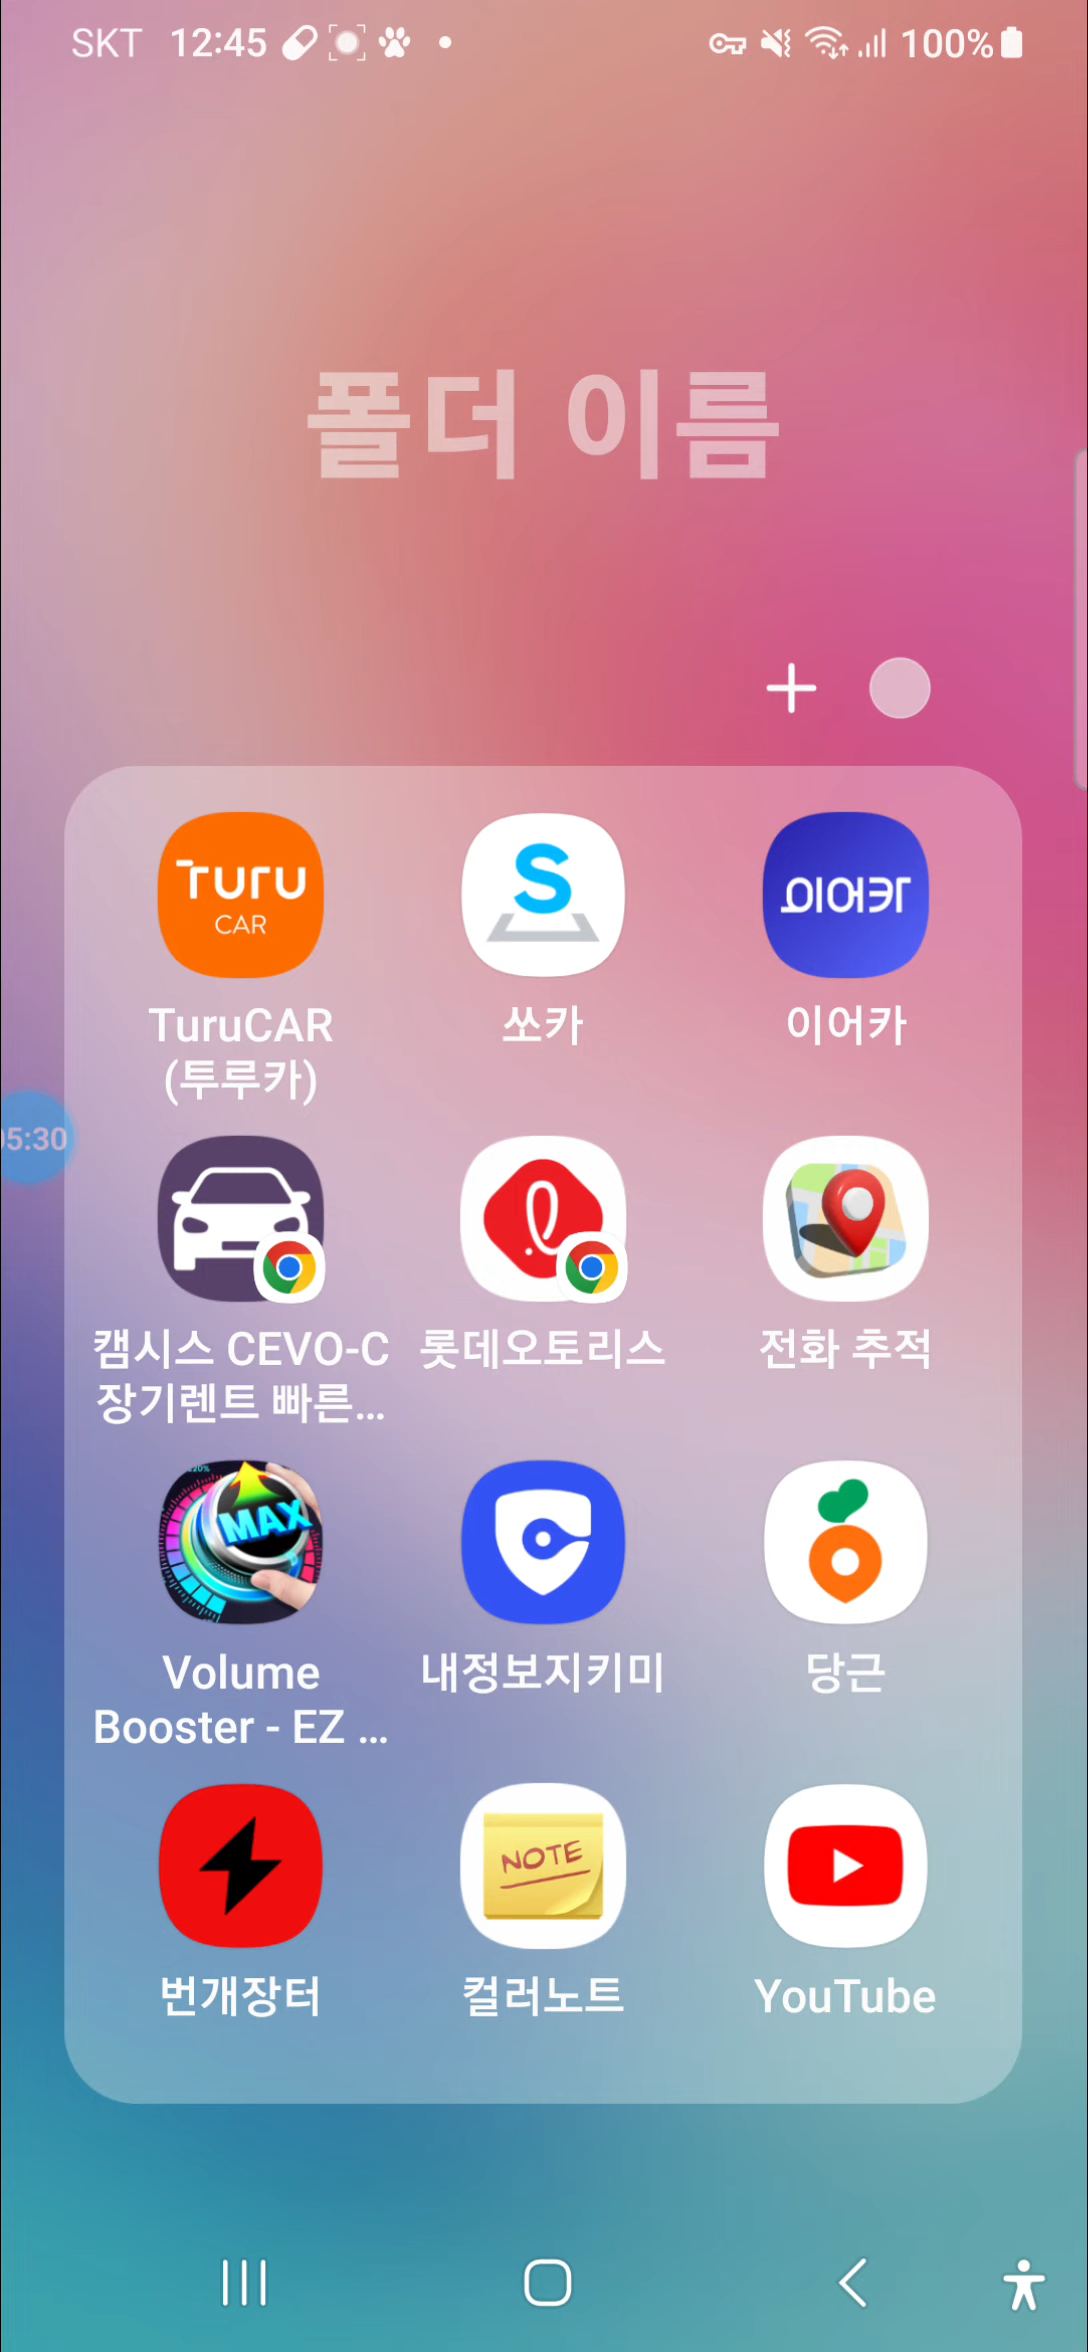 SKT 12:45 100%
폴더 이름
TURU
CAR
S
이어카
TuruCAR
(투루카)
쏘카
이어카
05:30
캠시스 CEVO-C
장기렌트 빠른...
롯데오토리스
전화 추적
MAX
Volume
Booster - EZ ...
내정보지키미
당근
NOTE
번개장터
컬러노트
YouTube